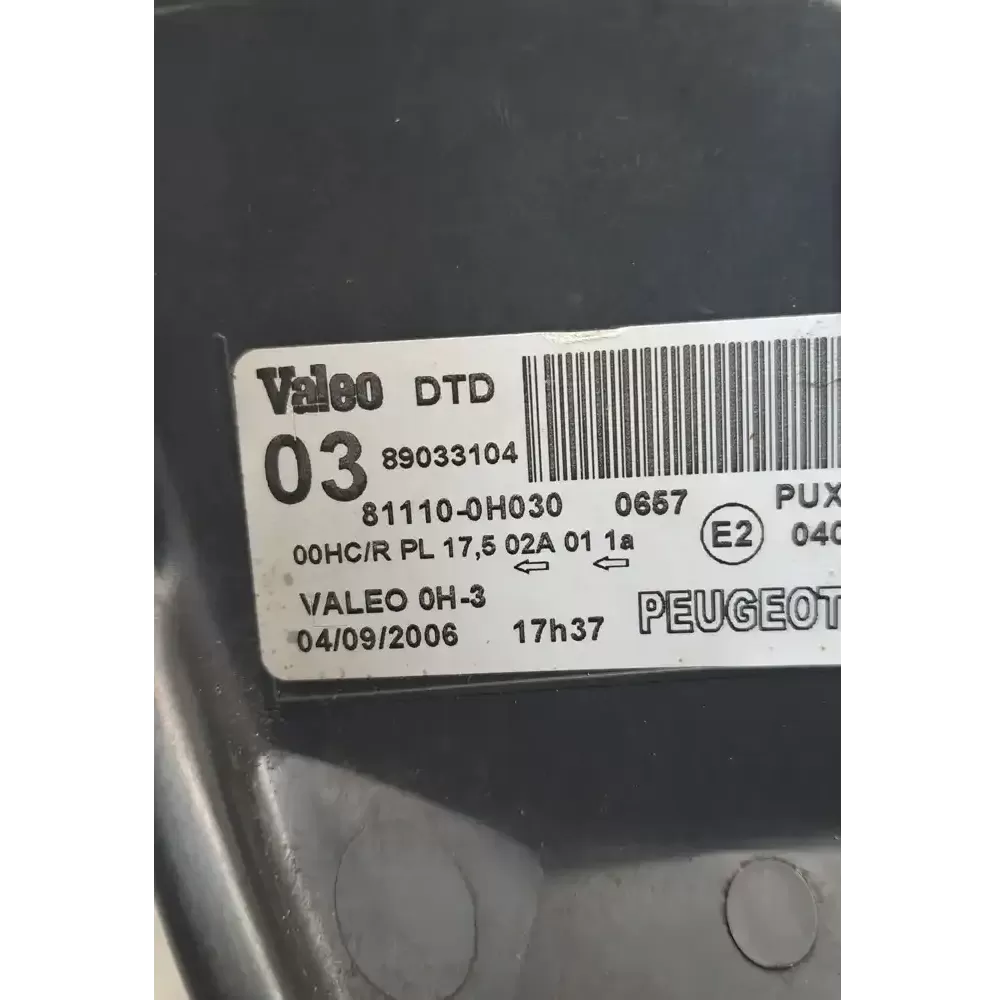 Valeo DTD
03 89033104
81110-0H030 0657 PUX
00HC/R PL 17,5 02A 01 1a E2 040
VALEO 0H-3 PEUGEOT
04/09/2006 17h37